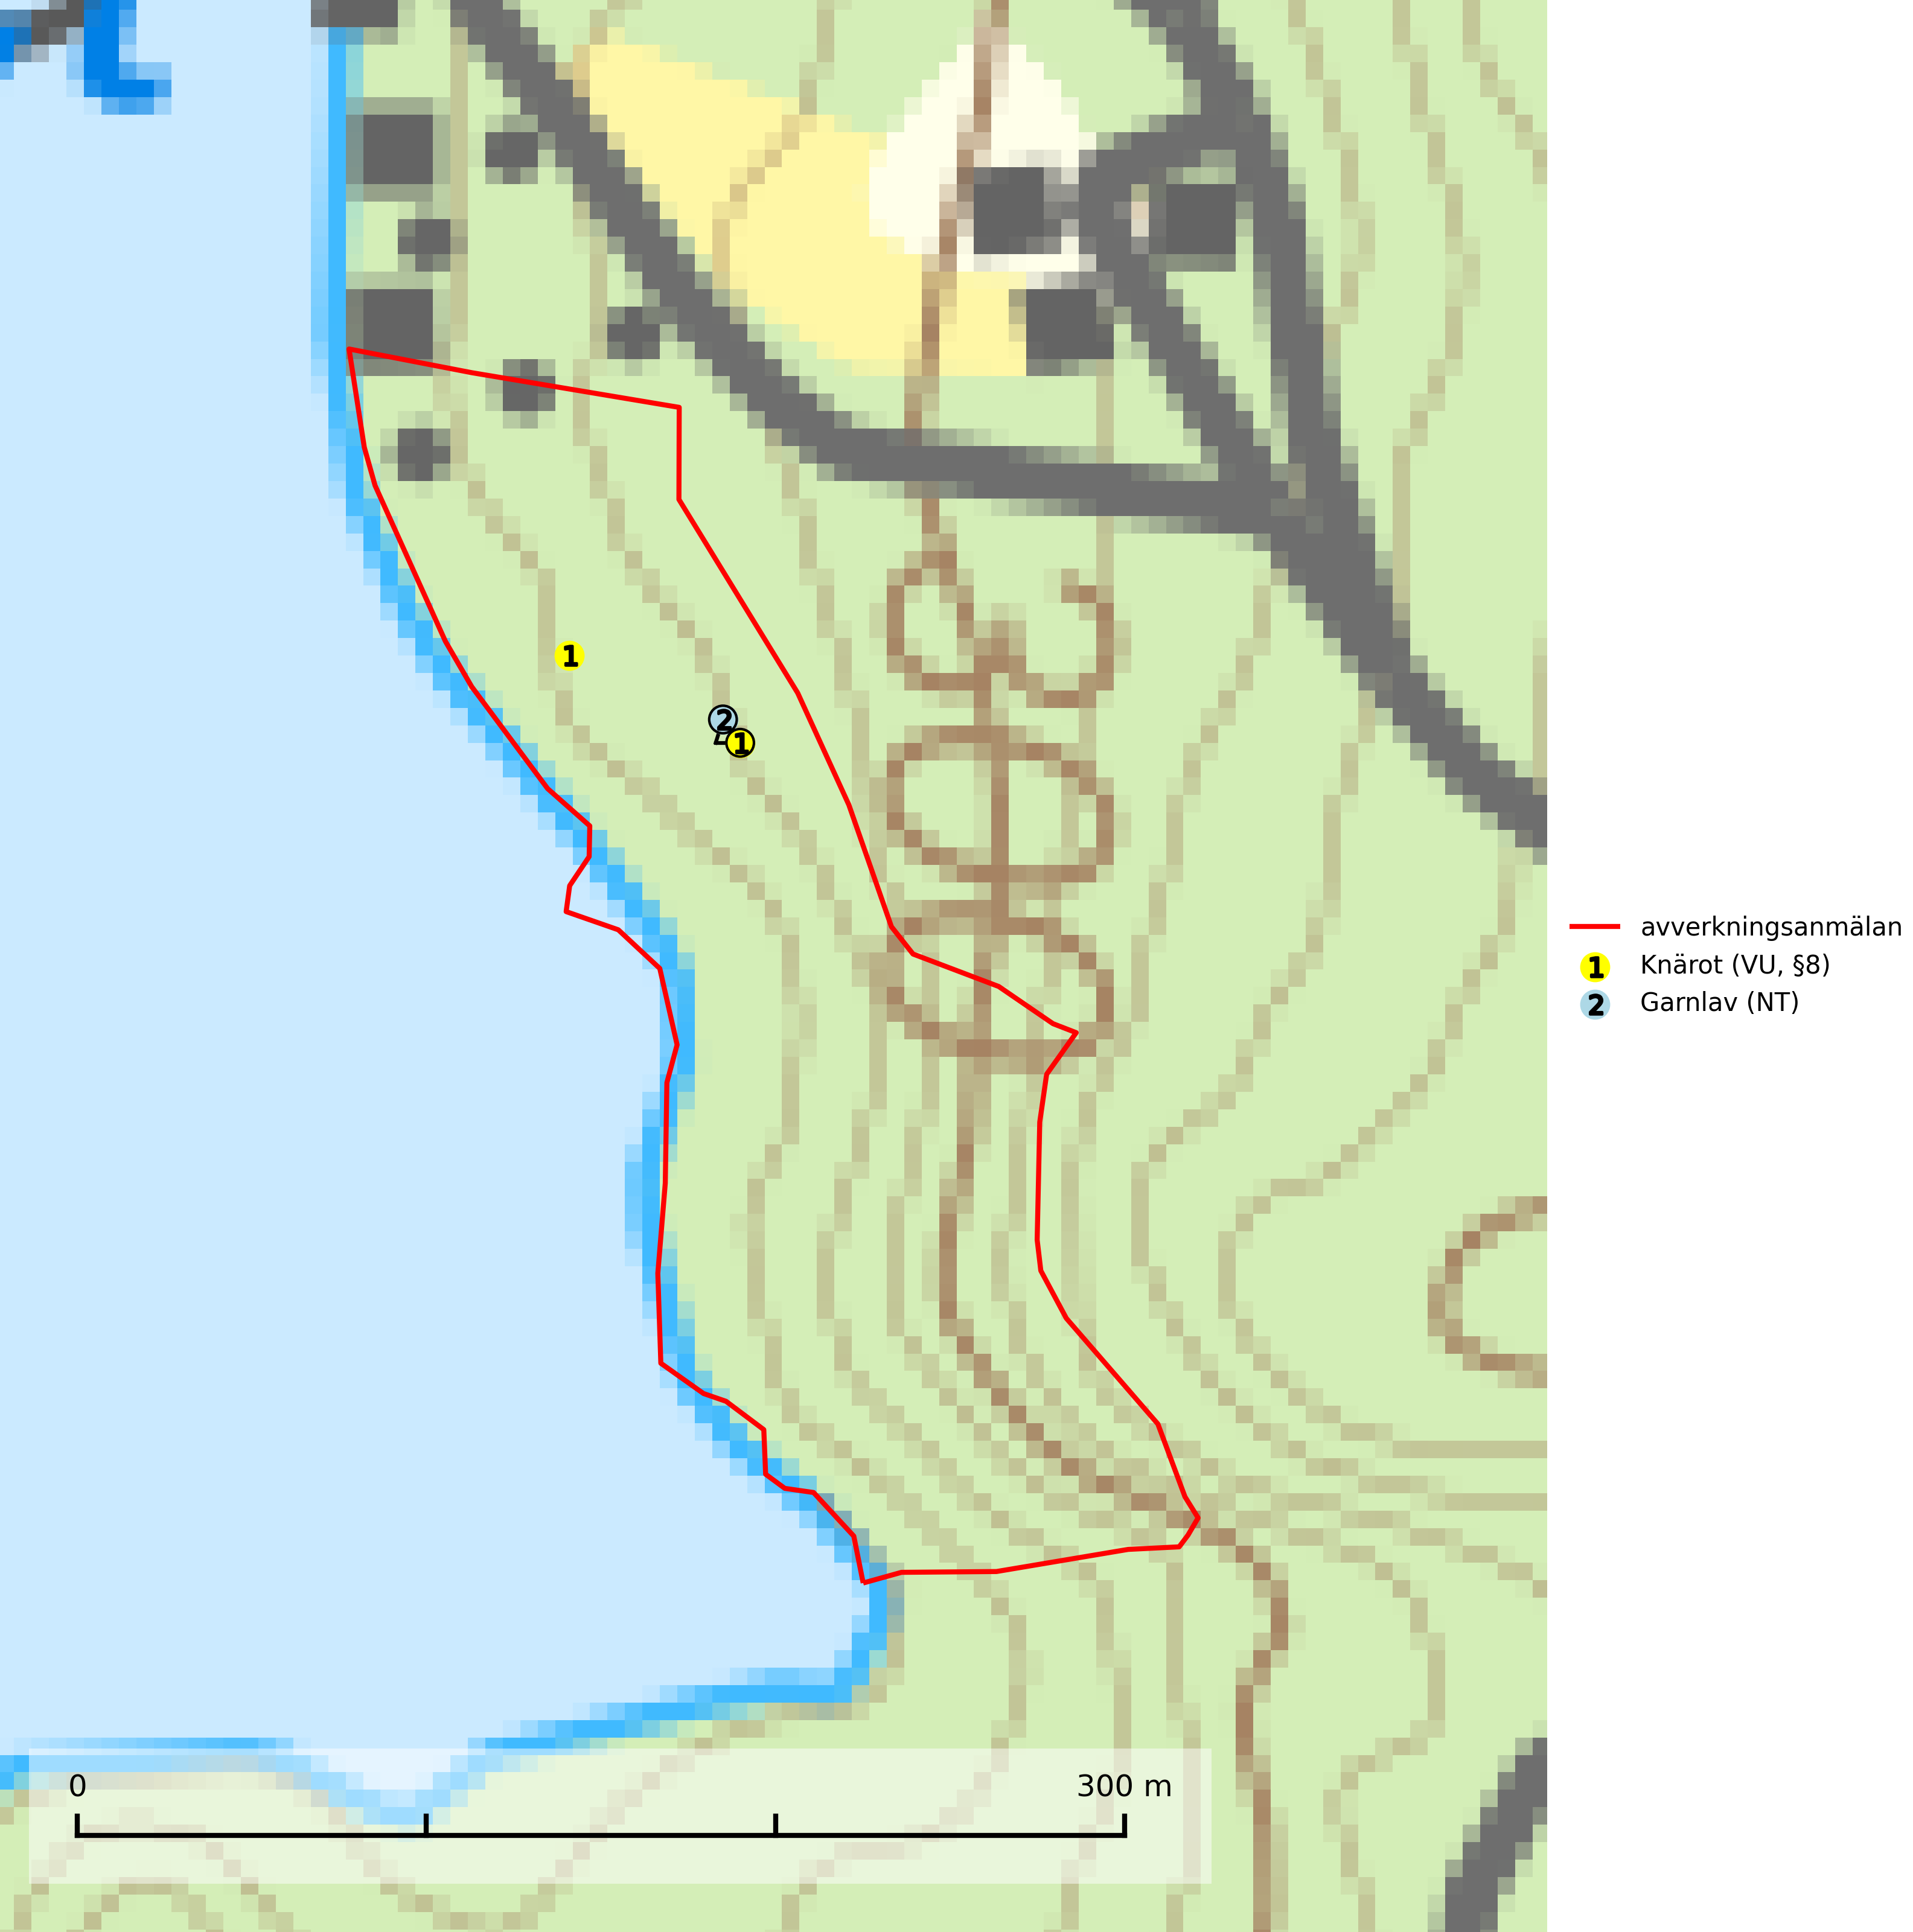 1
2
1
avverkningsanmälan
1 Knärot (VU, §8)
2 Garnlav (NT)
0 300 m